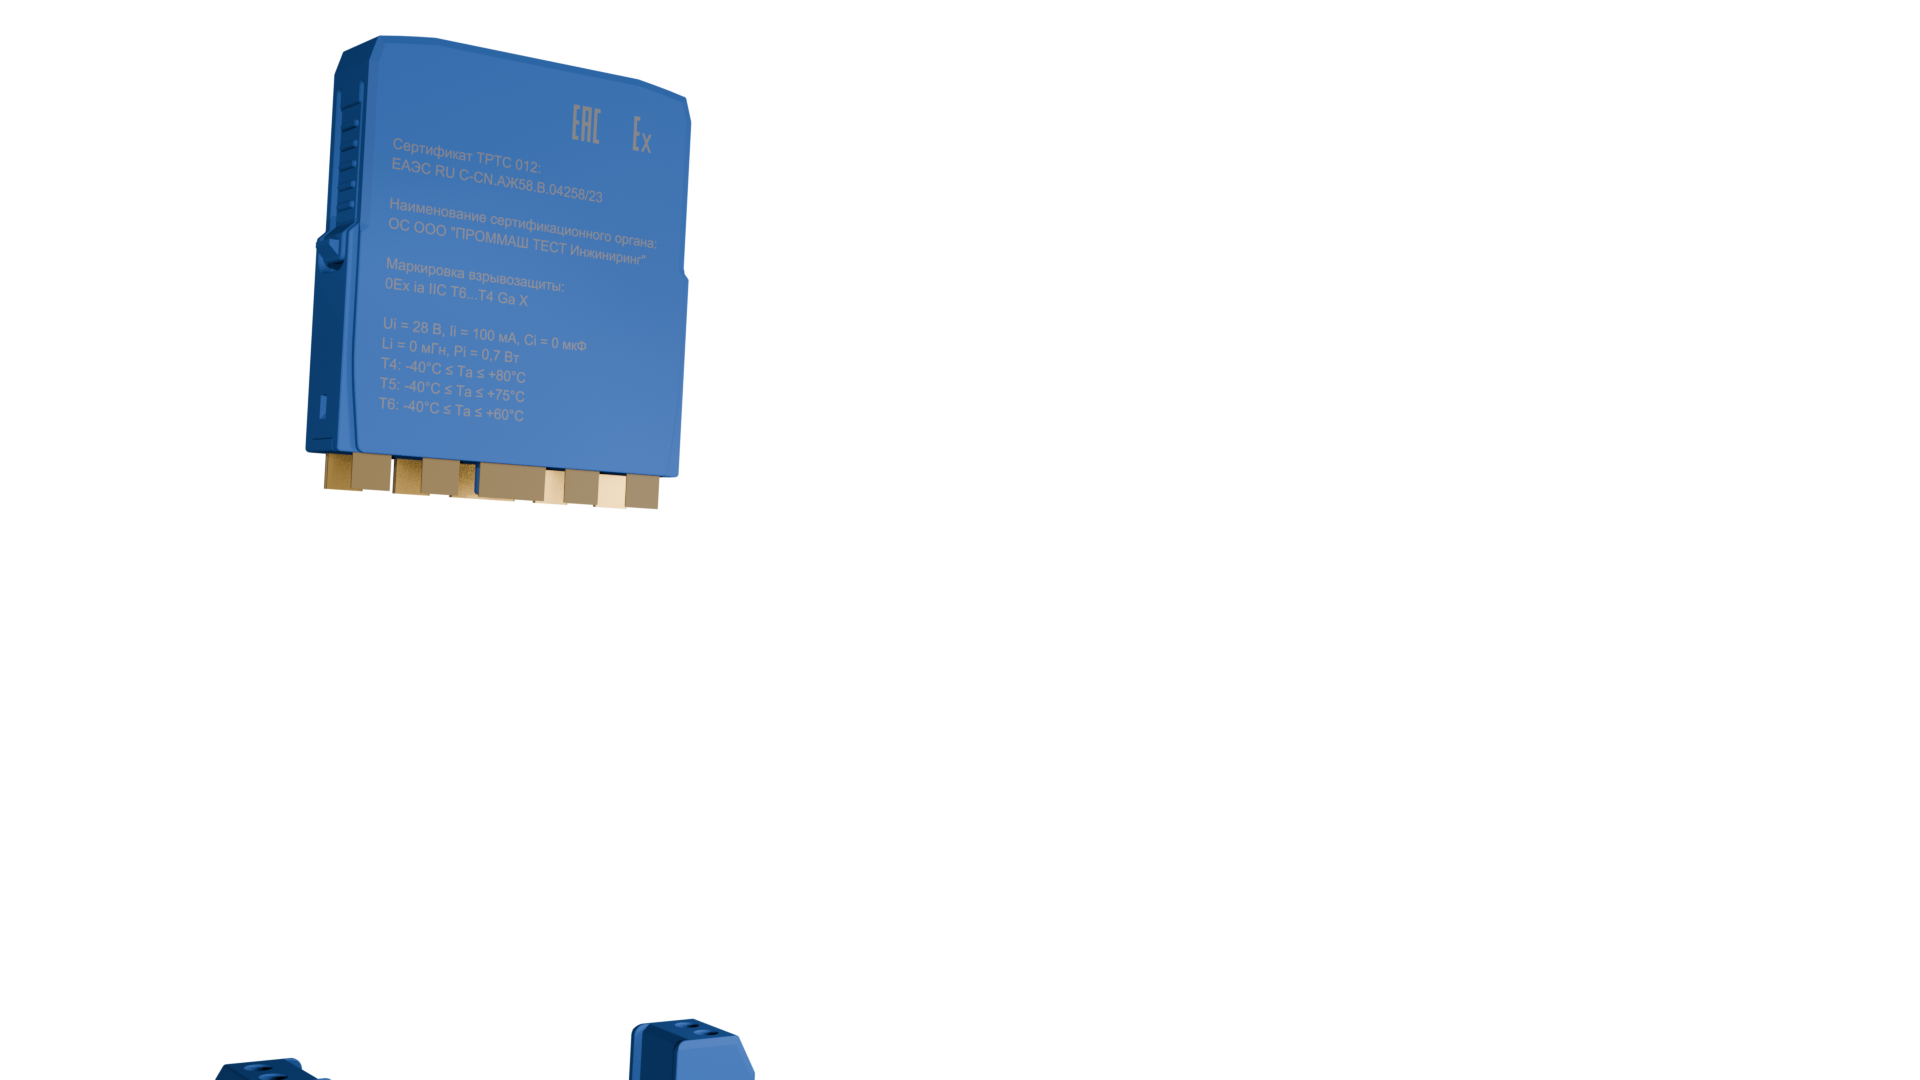 EAC Ex
Сертификат ТРТС 012:
ЕАЭС RU C-CN.АЖ58.В.04258/23
Наименование сертификационного органа:
ОС ООО "ПРОММАШ ТЕСТ Инжиниринг"
Маркировка взрывозащиты:
0Ex ia IIC T6...T4 Ga X
Ui = 28 В, Ii = 100 мА, Ci = 0 мкФ
Li = 0 мГн, Pi = 0,7 Вт
T4: -40°C ≤ Ta ≤ +80°C
T5: -40°C ≤ Ta ≤ +75°C
T6: -40°C ≤ Ta ≤ +60°C